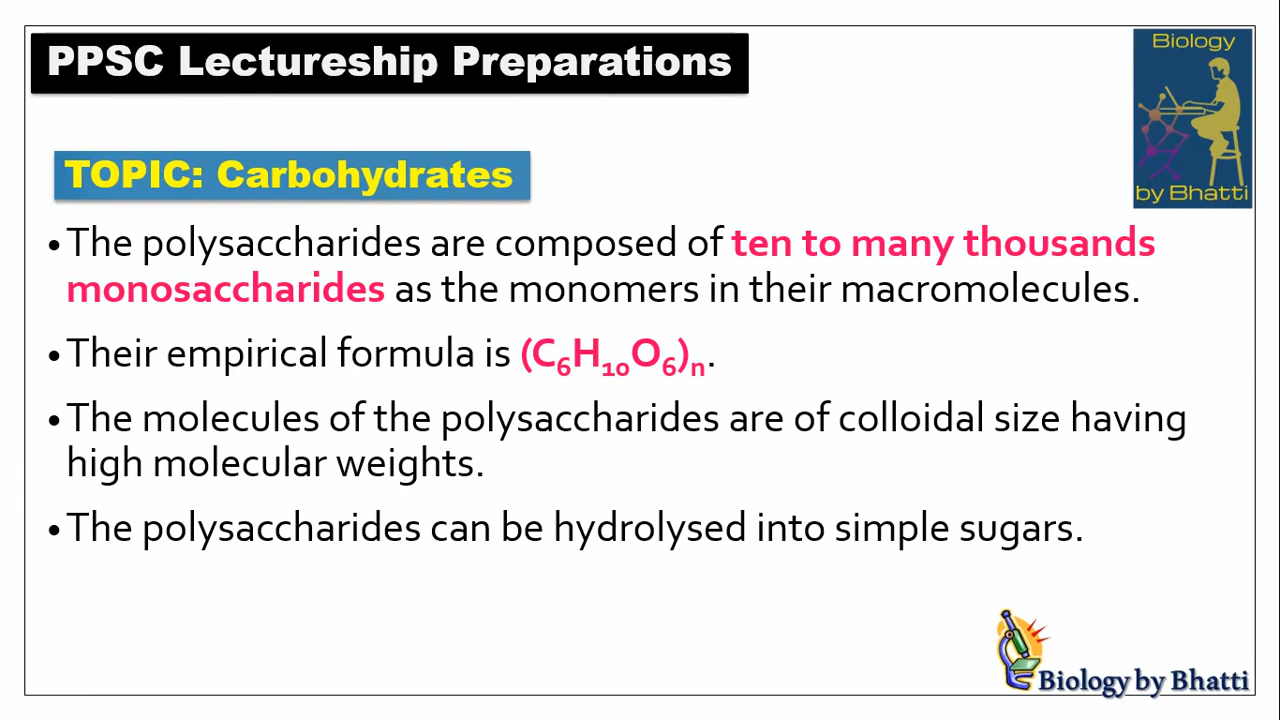 PPSC Lectureship Preparations
Biology
by Bhatti
TOPIC: Carbohydrates
• The polysaccharides are composed of ten to many thousands
monosaccharides as the monomers in their macromolecules.
• Their empirical formula is (C₆H₁₀O₆)ₙ.
• The molecules of the polysaccharides are of colloidal size having
high molecular weights.
• The polysaccharides can be hydrolysed into simple sugars.
Biology by Bhatti